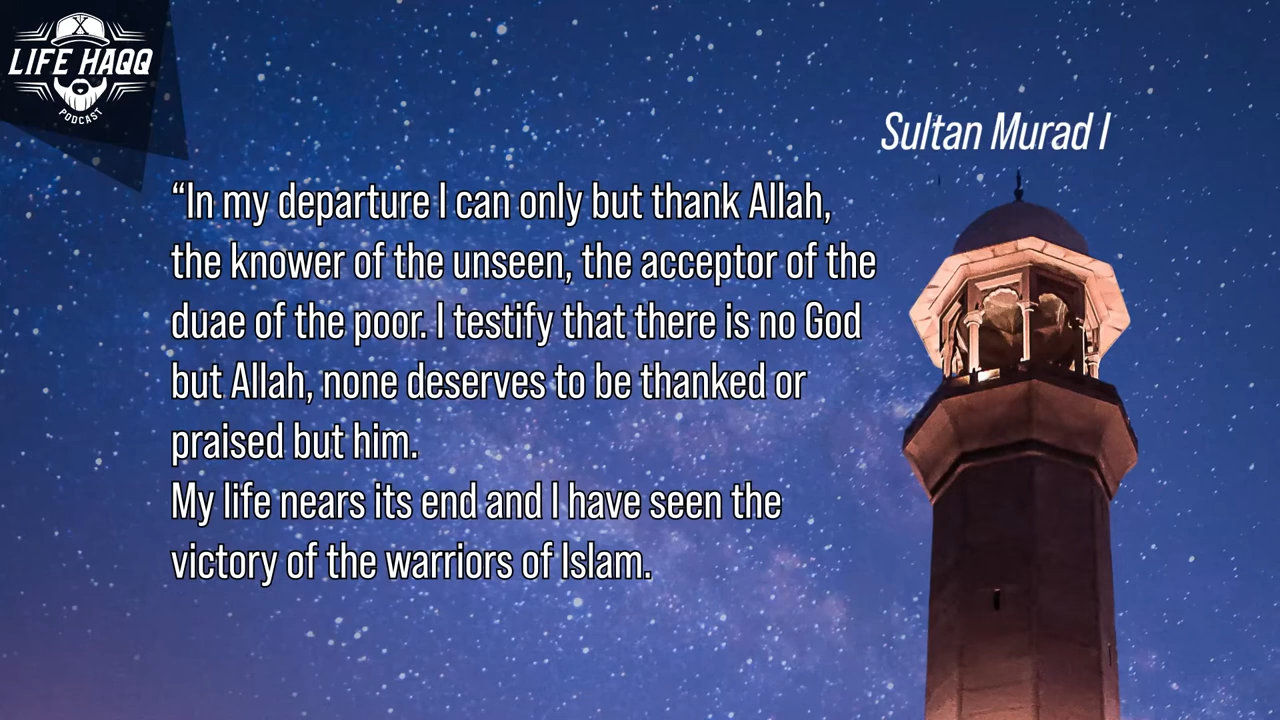 LIFE HAQQ
PODCAST
Sultan Murad I
“In my departure I can only but thank Allah,
the knower of the unseen, the acceptor of the
duae of the poor. I testify that there is no God
but Allah, none deserves to be thanked or
praised but him.
My life nears its end and I have seen the
victory of the warriors of Islam.